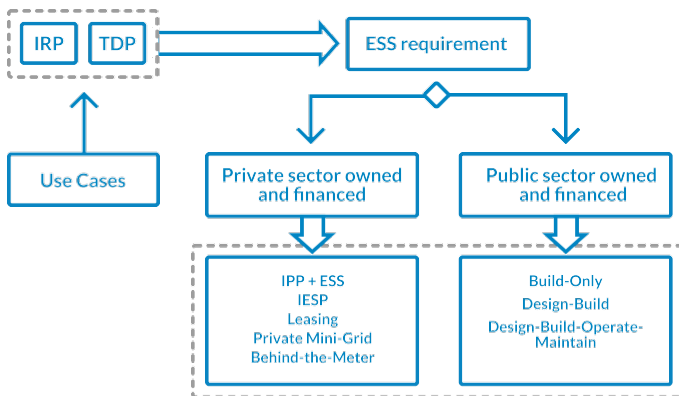 IRP
TDP
ESS requirement
Use Cases
Private sector owned
and financed
Public sector owned
and financed
IPP + ESS
IESP
Leasing
Private Mini-Grid
Behind-the-Meter
Build-Only
Design-Build
Design-Build-Operate-
Maintain